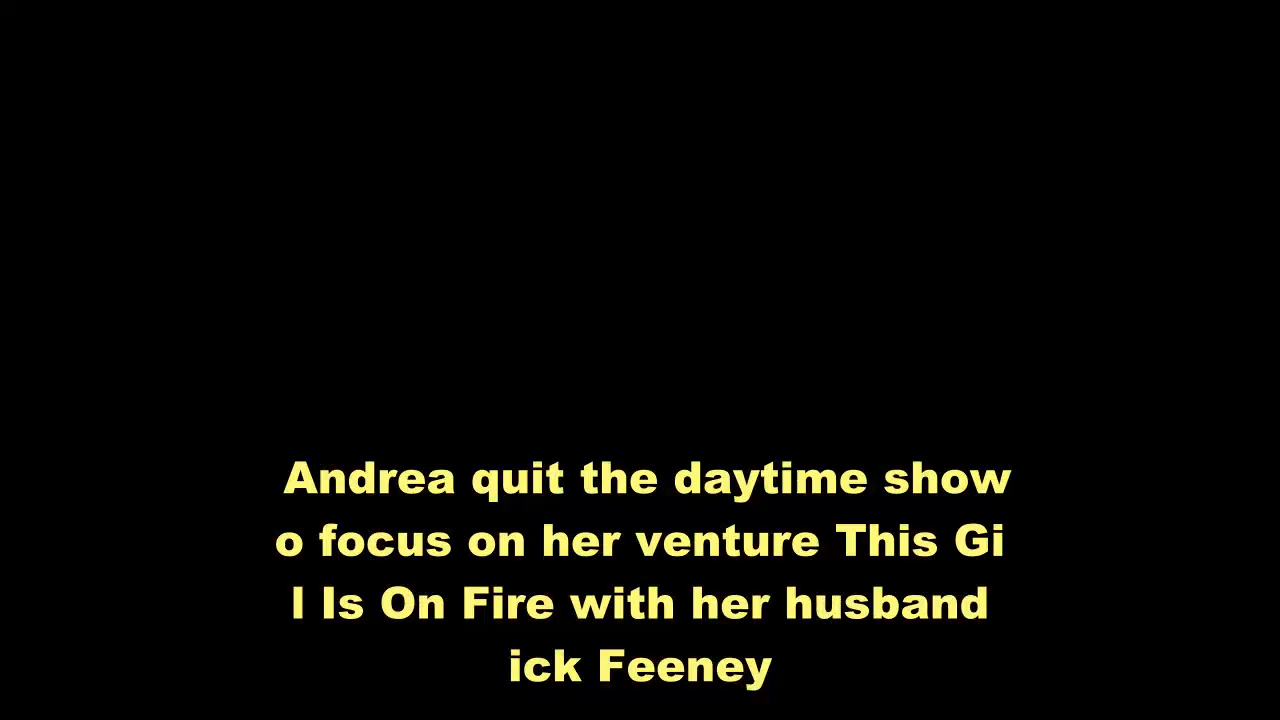 Andrea quit the daytime show
o focus on her venture This Gi
l Is On Fire with her husband
ick Feeney